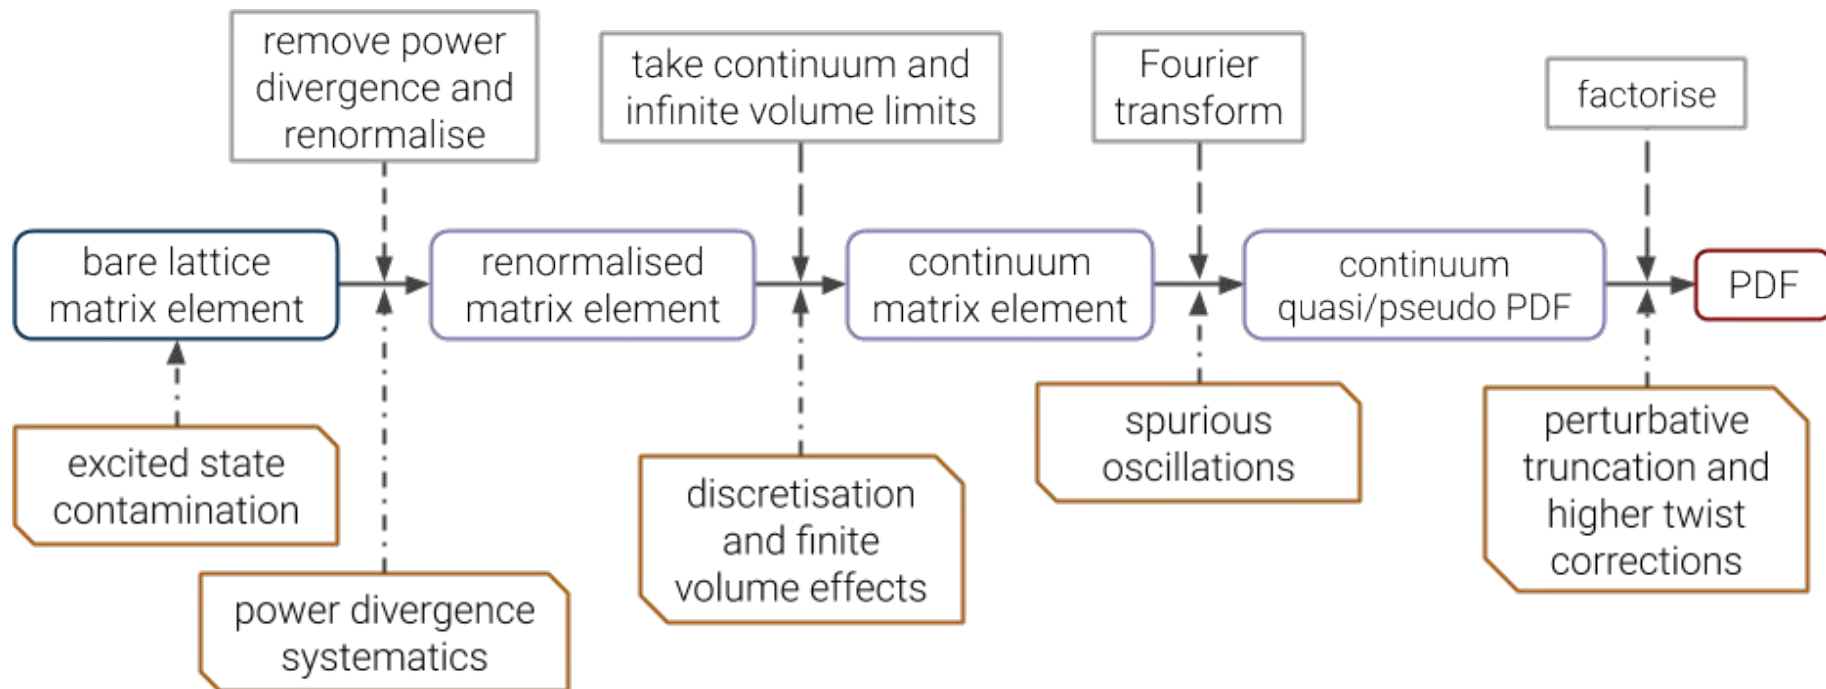 remove power
divergence and
renormalise
take continuum and
infinite volume limits
Fourier
transform
factorise
bare lattice
matrix element
renormalised
matrix element
continuum
matrix element
continuum
quasi/pseudo PDF
PDF
excited state
contamination
power divergence
systematics
discretisation
and finite
volume effects
spurious
oscillations
perturbative
truncation and
higher twist
corrections